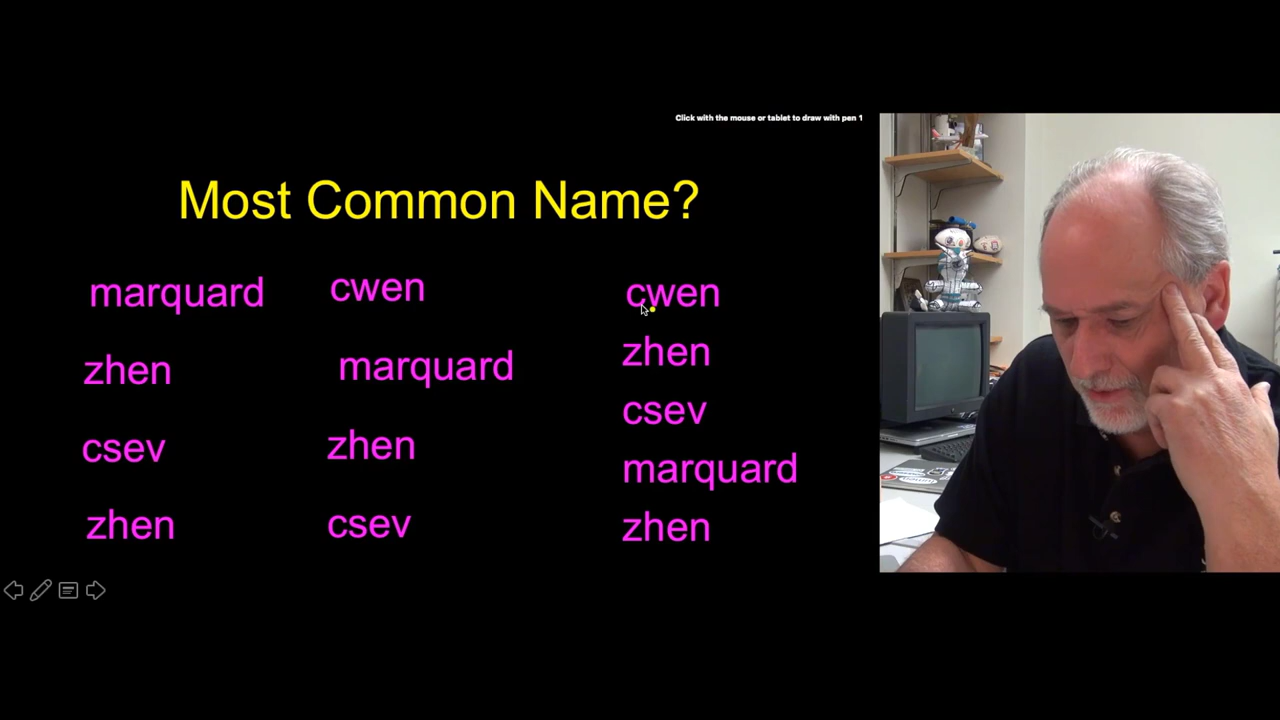 Click with the mouse or tablet to draw with pen 1
Most Common Name?
marquard
zhen
csev
zhen
cwen
marquard
zhen
csev
cwen
zhen
csev
marquard
zhen